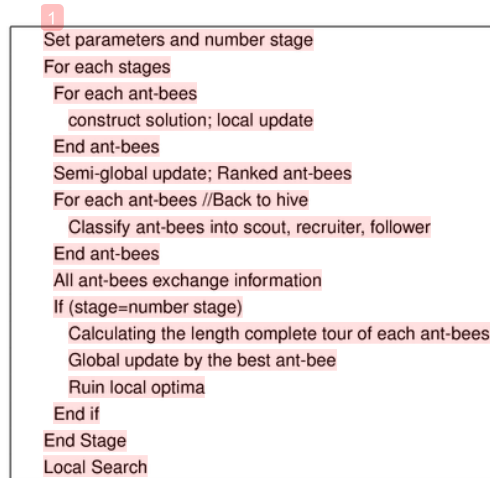 1
Set parameters and number stage
For each stages
For each ant-bees
construct solution; local update
End ant-bees
Semi-global update; Ranked ant-bees
For each ant-bees //Back to hive
Classify ant-bees into scout, recruiter, follower
End ant-bees
All ant-bees exchange information
If (stage=number stage)
Calculating the length complete tour of each ant-bees
Global update by the best ant-bee
Ruin local optima
End if
End Stage
Local Search